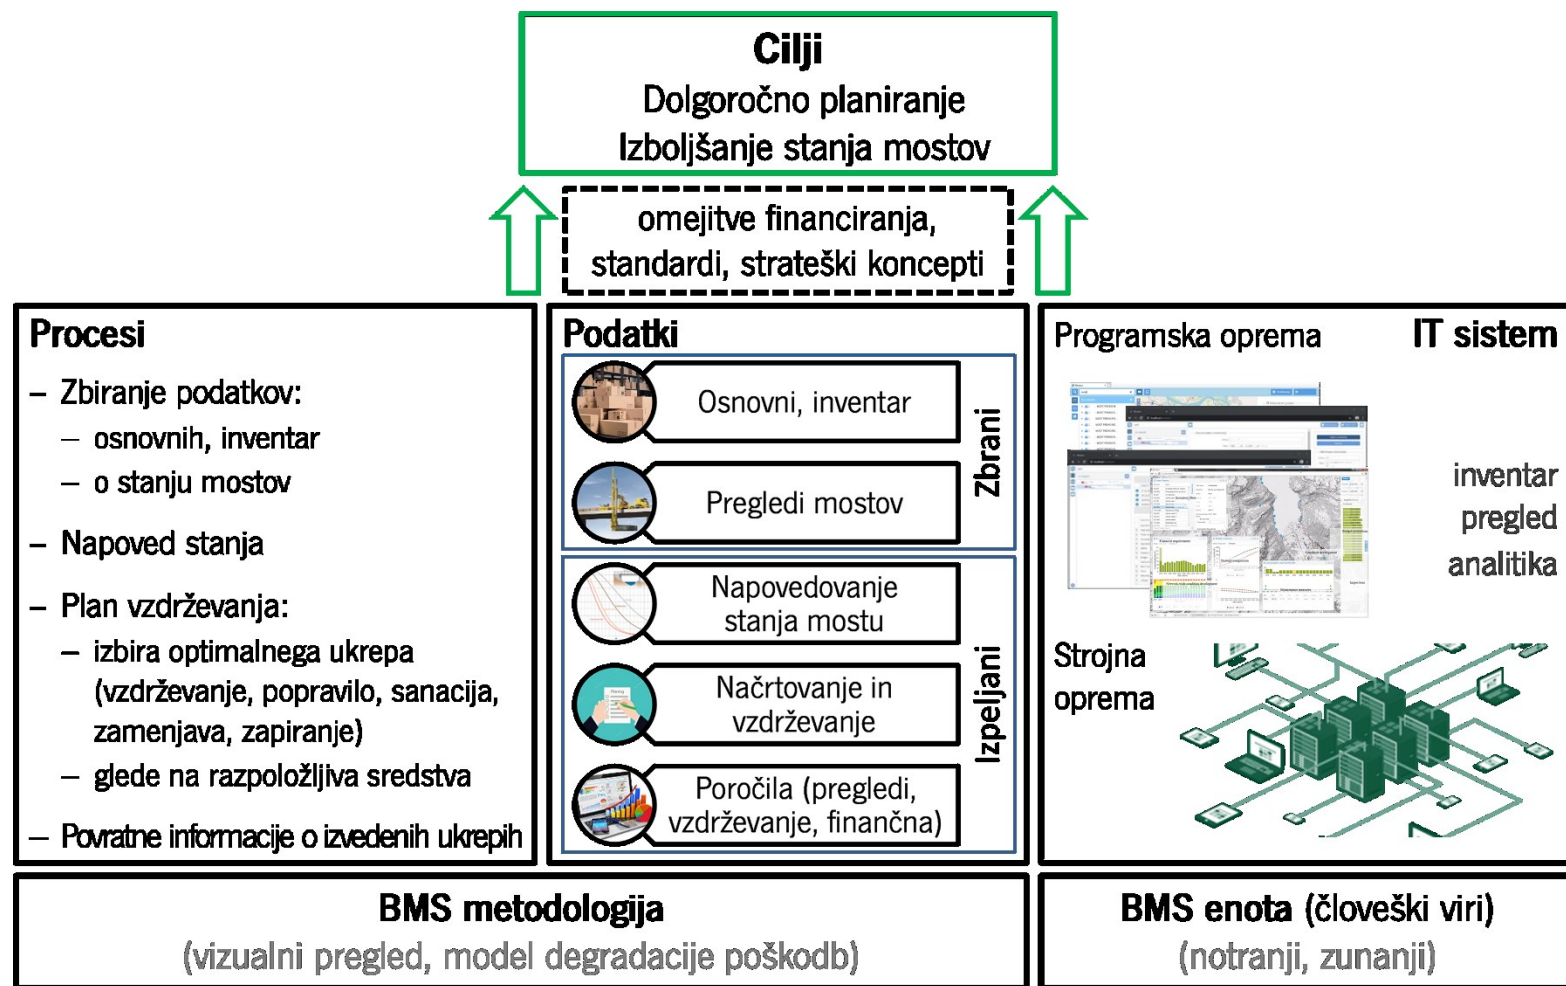 Cilji
Dolgoročno planiranje
Izboljšanje stanja mostov
omejitve financiranja,
standardi, strateški koncepti
Procesi
– Zbiranje podatkov:
– osnovnih, inventar
– o stanju mostov
– Napoved stanja
– Plan vzdrževanja:
– izbira optimalnega ukrepa
(vzdrževanje, popravilo, sanacija,
zamenjava, zapiranje)
– glede na razpoložljiva sredstva
– Povratne informacije o izvedenih ukrepih
Podatki
Osnovni, inventar
Pregledi mostov
Zbrani
Napovedovanje
stanja mostu
Načrtovanje in
vzdrževanje
Poročila (pregledi,
vzdrževanje, finančna)
Izpeljani
Programska oprema
IT sistem
inventar
pregled
analitika
Strojna
oprema
BMS metodologija
(vizualni pregled, model degradacije poškodb)
BMS enota (človeški viri)
(notranji, zunanji)